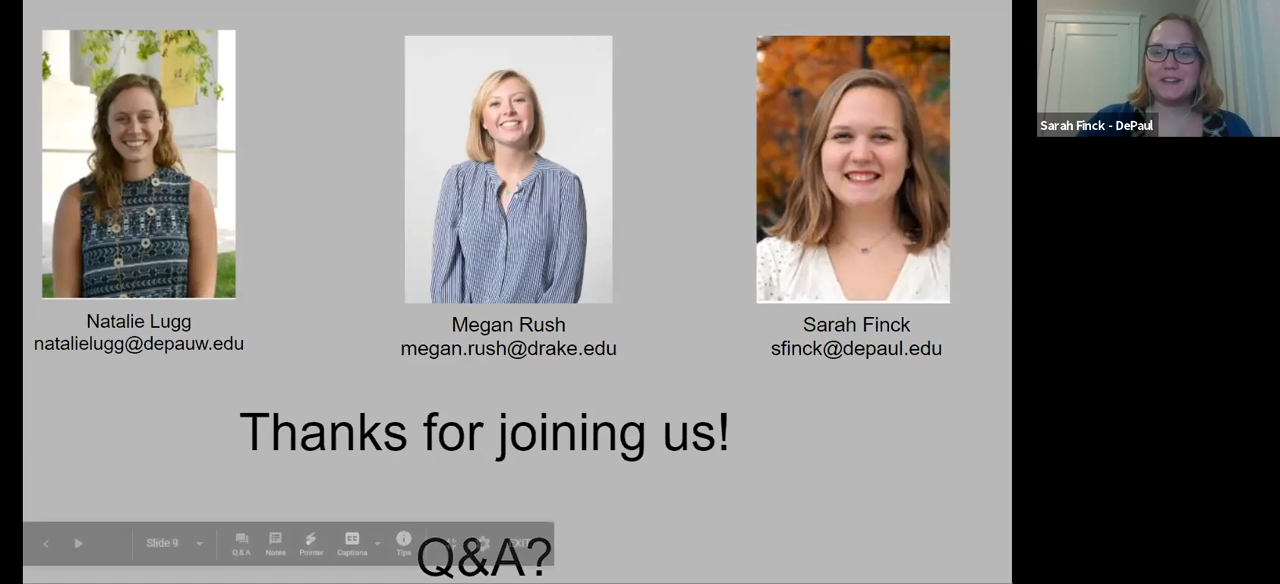 Sarah Finck - DePaul
Natalie Lugg
natalielugg@depauw.edu
Megan Rush
megan.rush@drake.edu
Sarah Finck
sfinck@depaul.edu
Thanks for joining us!
Slide 9
Q&A
Notes
Pointer
Captions
Tips
EXIT
Q&A?